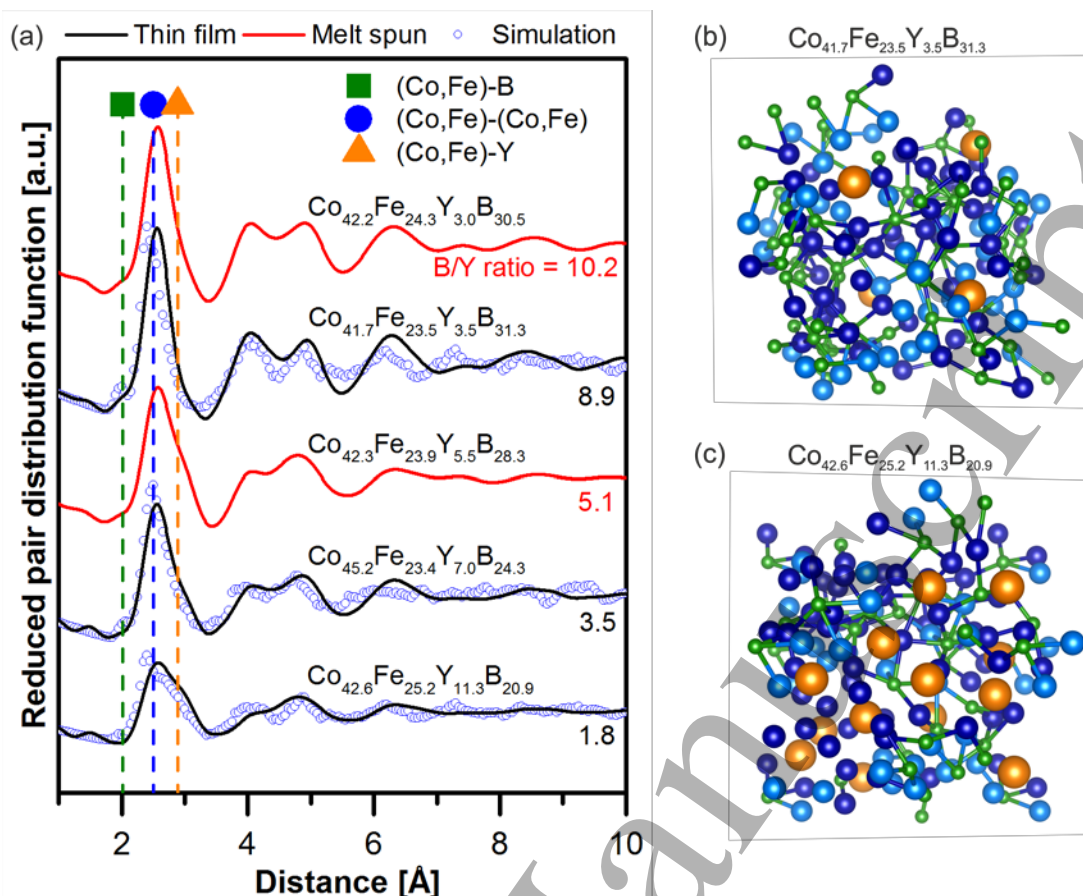 (a) Thin film Melt spun Simulation
(Co,Fe)-B
(Co,Fe)-(Co,Fe)
(Co,Fe)-Y
Co42.2Fe24.3Y3.0B30.5
B/Y ratio = 10.2
Co41.7Fe23.5Y3.5B31.3
8.9
Co42.3Fe23.9Y5.5B28.3
5.1
Co45.2Fe23.4Y7.0B24.3
3.5
Co42.6Fe25.2Y11.3B20.9
1.8
2 4 6 8 10
Distance [Å]
Reduced pair distribution function [a.u.]
(b) Co41.7Fe23.5Y3.5B31.3
(c) Co42.6Fe25.2Y11.3B20.9